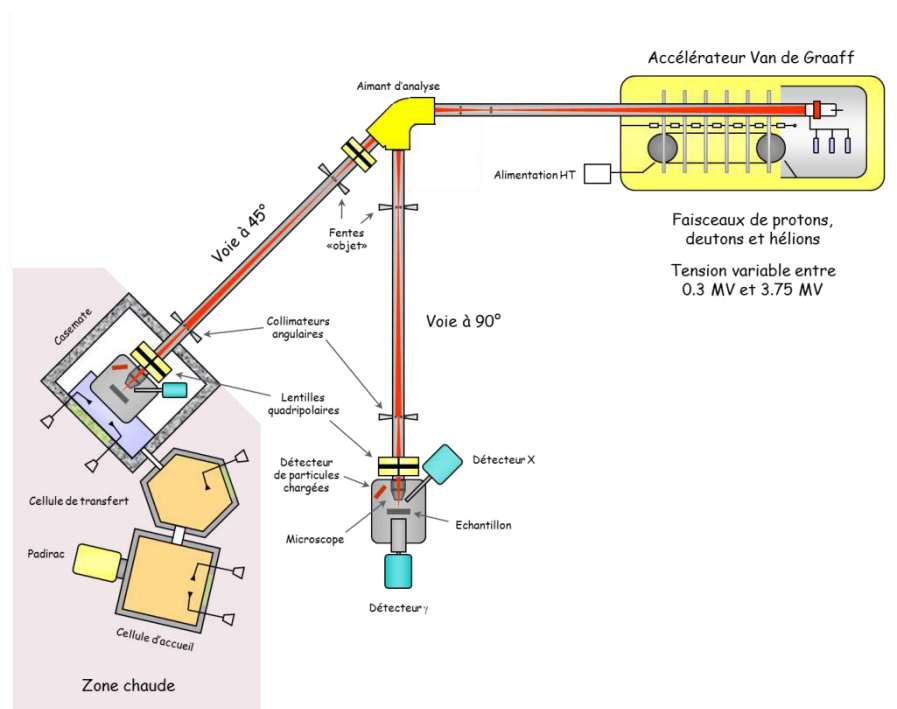 Accélérateur Van de Graaff
Aimant d'analyse
Alimentation HT
Faisceaux de protons,
deutons et hélions
Tension variable entre
0.3 MV et 3.75 MV
Fentes
«objet»
Voie à 45°
Voie à 90°
Casemate
Collimateurs
angulaires
Lentilles
quadripolaires
Détecteur
de particules
chargées
Détecteur X
Microscope
Echantillon
Détecteur γ
Cellule de transfert
Padirac
Cellule d'accueil
Zone chaude